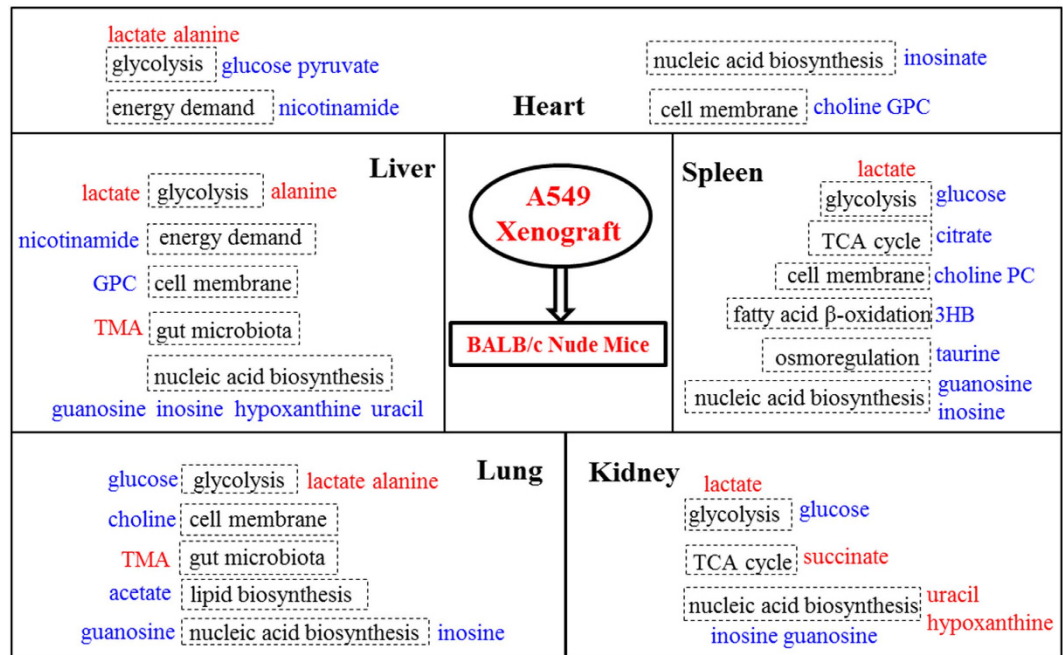 lactate alanine
glycolysis glucose pyruvate
energy demand nicotinamide
Heart
nucleic acid biosynthesis inosinate
cell membrane choline GPC
Liver
lactate glycolysis alanine
nicotinamide energy demand
GPC cell membrane
TMA gut microbiota
nucleic acid biosynthesis
guanosine inosine hypoxanthine uracil
A549
Xenograft
BALB/c Nude Mice
Spleen
lactate
glycolysis glucose
TCA cycle citrate
cell membrane choline PC
fatty acid β-oxidation 3HB
osmoregulation taurine
nucleic acid biosynthesis guanosine
inosine
Lung
glucose glycolysis lactate alanine
choline cell membrane
TMA gut microbiota
acetate lipid biosynthesis
guanosine nucleic acid biosynthesis inosine
Kidney
lactate
glycolysis glucose
TCA cycle succinate
nucleic acid biosynthesis uracil
hypoxanthine
inosine guanosine